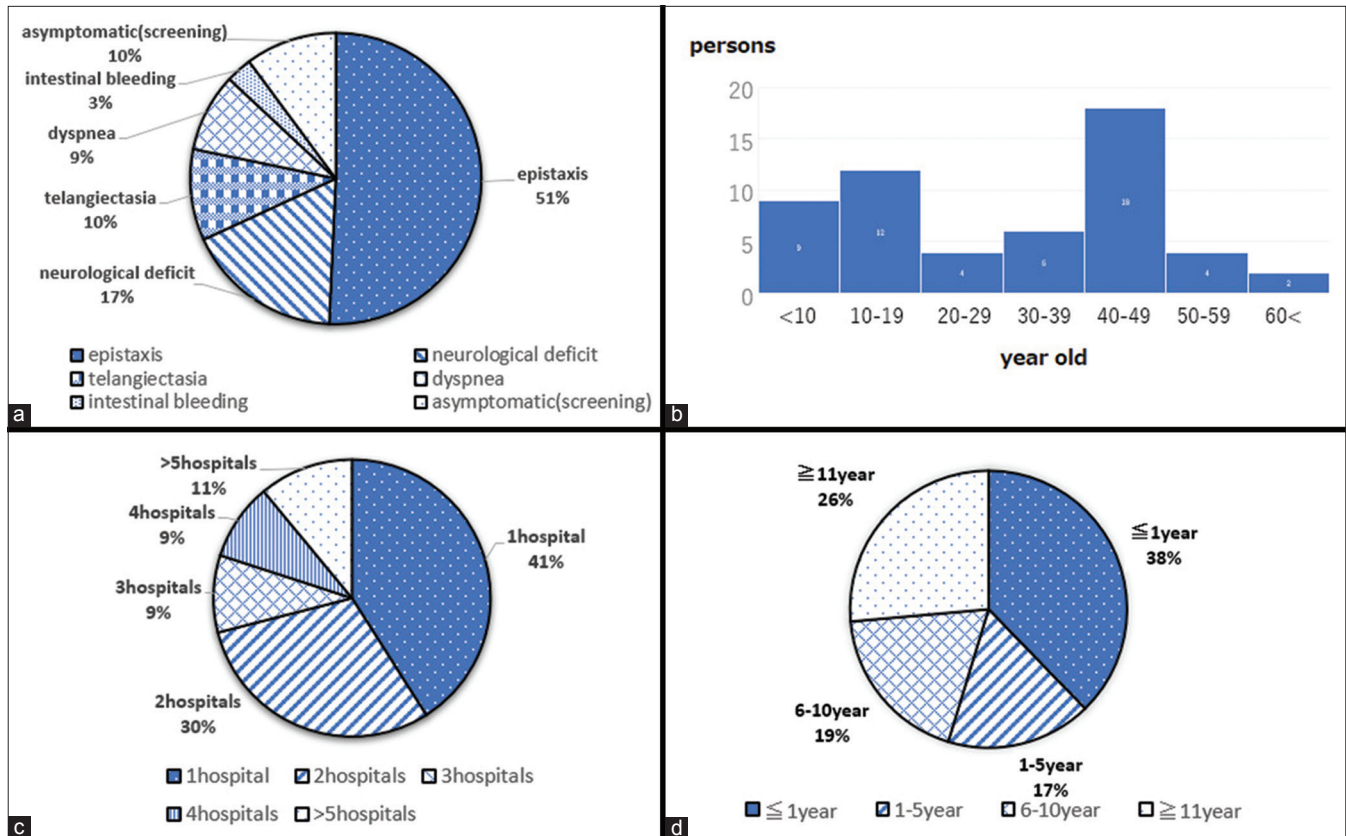 asymptomatic(screening)
10%
intestinal bleeding
3%
dyspnea
9%
telangiectasia
10%
neurological deficit
17%
epistaxis
51%
epistaxis
neurological deficit
telangiectasia
dyspnea
intestinal bleeding
asymptomatic(screening)
a
persons
20
15
10
5
0
9
12
4
6
18
4
2
<10 10-19 20-29 30-39 40-49 50-59 60<
year old
b
>5hospitals
11%
4hospitals
9%
3hospitals
9%
2hospitals
30%
1hospital
41%
1hospital 2hospitals 3hospitals
4hospitals >5hospitals
c
≧11year
26%
≦1year
38%
6-10year
19%
1-5year
17%
≦1year 1-5year 6-10year ≧11year
d